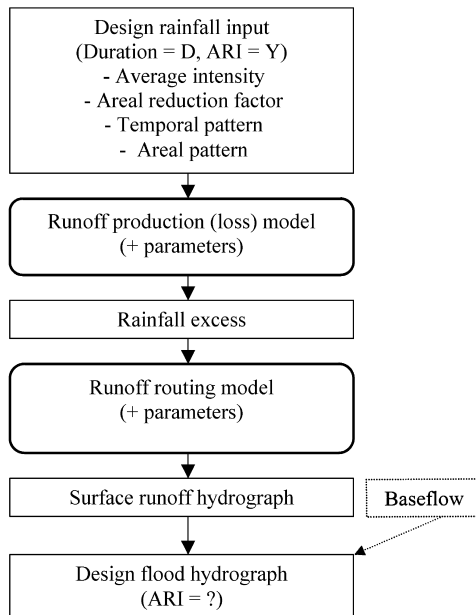 Design rainfall input
(Duration = D, ARI = Y)
- Average intensity
- Areal reduction factor
- Temporal pattern
- Areal pattern
Runoff production (loss) model
(+ parameters)
Rainfall excess
Runoff routing model
(+ parameters)
Surface runoff hydrograph
Baseflow
Design flood hydrograph
(ARI = ?)